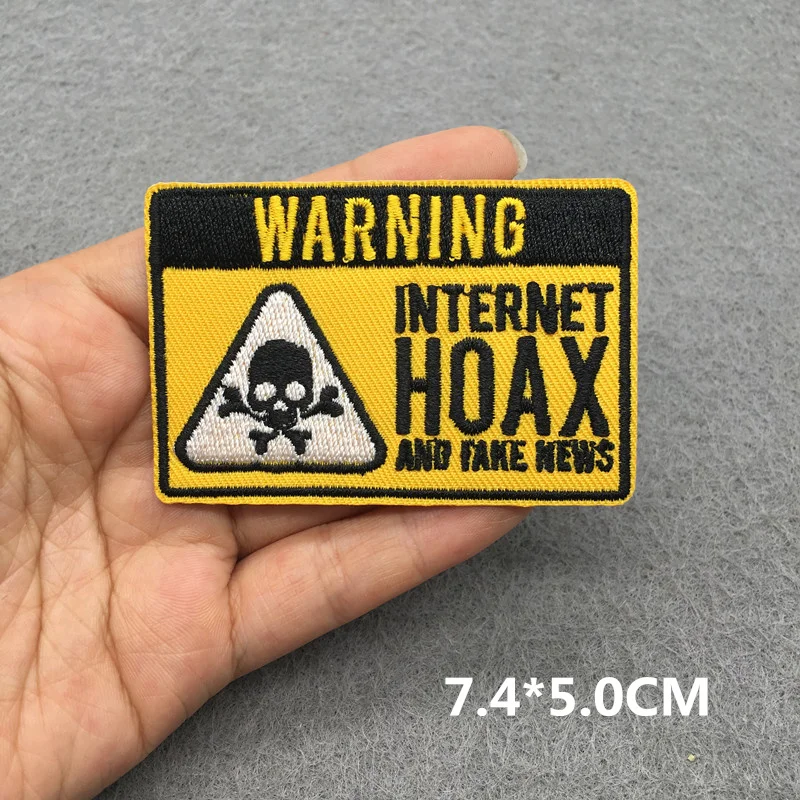 WARNING
INTERNET
HOAX
AND FAKE NEWS
7.4*5.0CM